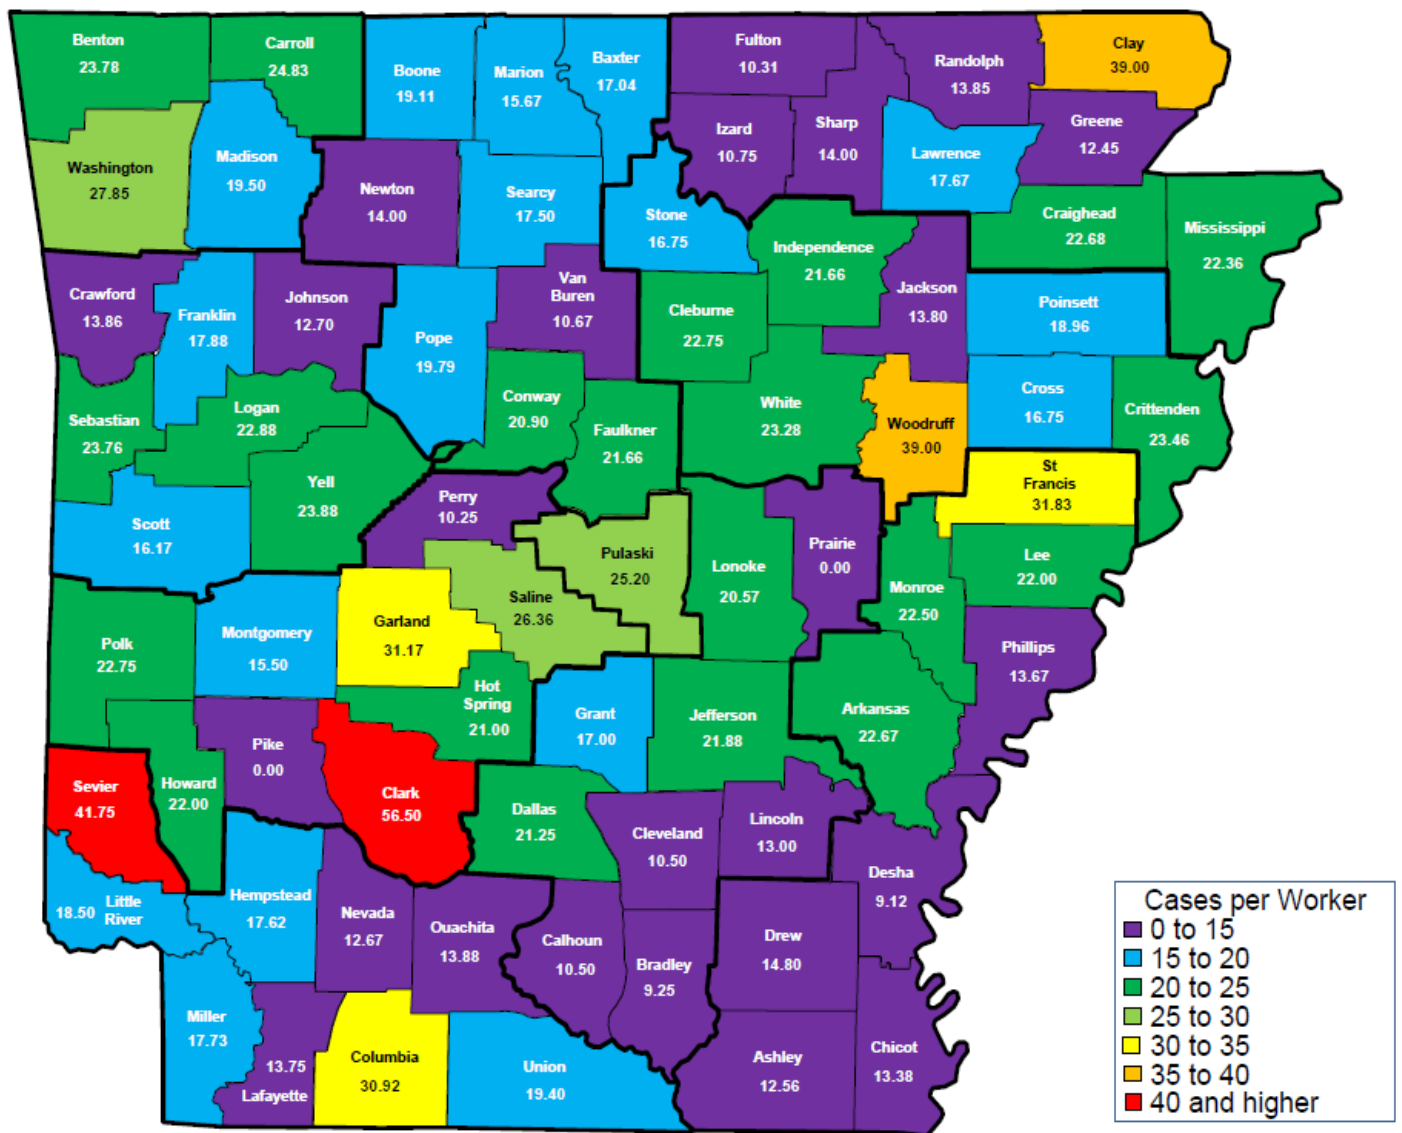 Benton
23.78
Carroll
24.83
Boone
19.11
Marion
15.67
Baxter
17.04
Fulton
10.31
Randolph
13.85
Clay
39.00
Washington
27.85
Madison
19.50
Newton
14.00
Searcy
17.50
Stone
16.75
Izard
10.75
Sharp
14.00
Lawrence
17.67
Greene
12.45
Craighead
22.68
Mississippi
22.36
Independence
21.66
Jackson
13.80
Poinsett
18.96
Crawford
13.86
Franklin
17.88
Johnson
12.70
Pope
19.79
Van
Buren
10.67
Cleburne
22.75
Sebastian
23.76
Logan
22.88
Conway
20.90
Faulkner
21.66
White
23.28
Woodruff
39.00
Cross
16.75
Crittenden
23.46
St
Francis
31.83
Scott
16.17
Yell
23.88
Perry
10.25
Pulaski
25.20
Lonoke
20.57
Prairie
0.00
Monroe
22.50
Lee
22.00
Phillips
13.67
Polk
22.75
Montgomery
15.50
Garland
31.17
Saline
26.36
Hot
Spring
21.00
Grant
17.00
Jefferson
21.88
Arkansas
22.67
Sevier
41.75
Howard
22.00
Pike
0.00
Clark
56.50
Dallas
21.25
Cleveland
10.50
Lincoln
13.00
Desha
9.12
18.50
Little
River
Hempstead
17.62
Nevada
12.67
Ouachita
13.88
Calhoun
10.50
Bradley
9.25
Drew
14.80
Miller
17.73
13.75
Lafayette
Columbia
30.92
Union
19.40
Ashley
12.56
Chicot
13.38
Cases per Worker
0 to 15
15 to 20
20 to 25
25 to 30
30 to 35
35 to 40
40 and higher